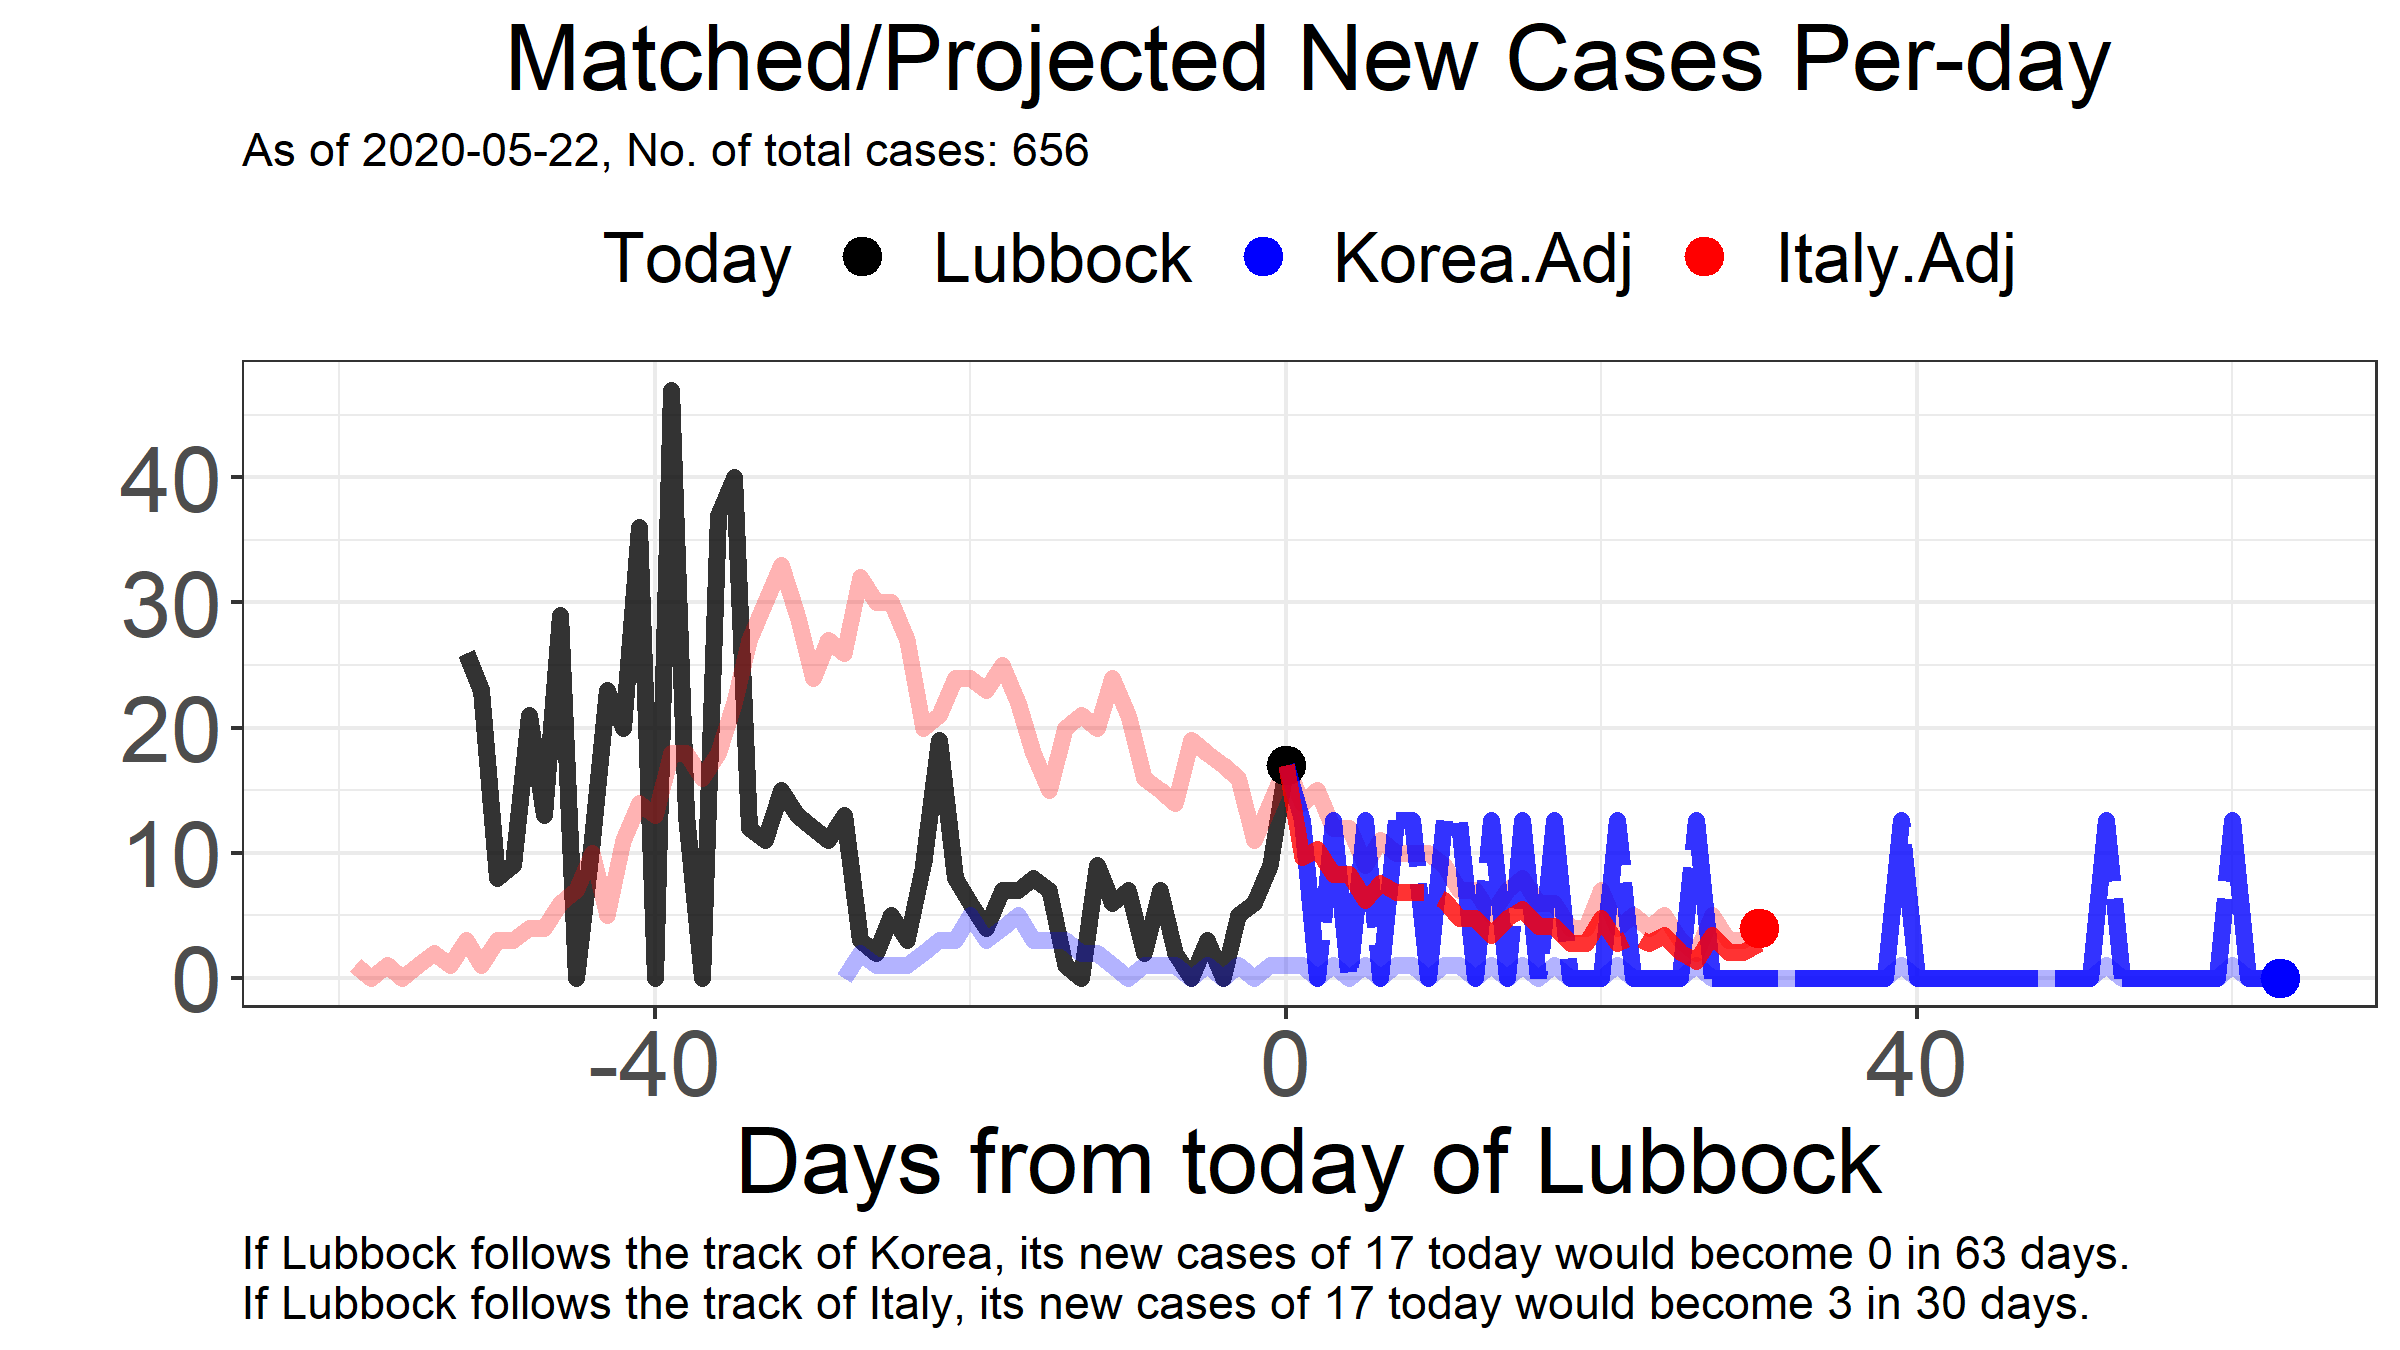 Matched/Projected New Cases Per-day
As of 2020-05-22, No. of total cases: 656
Today Lubbock Korea.Adj Italy.Adj
40
30
20
10
0
-40 0 40
Days from today of Lubbock
If Lubbock follows the track of Korea, its new cases of 17 today would become 0 in 63 days.
If Lubbock follows the track of Italy, its new cases of 17 today would become 3 in 30 days.